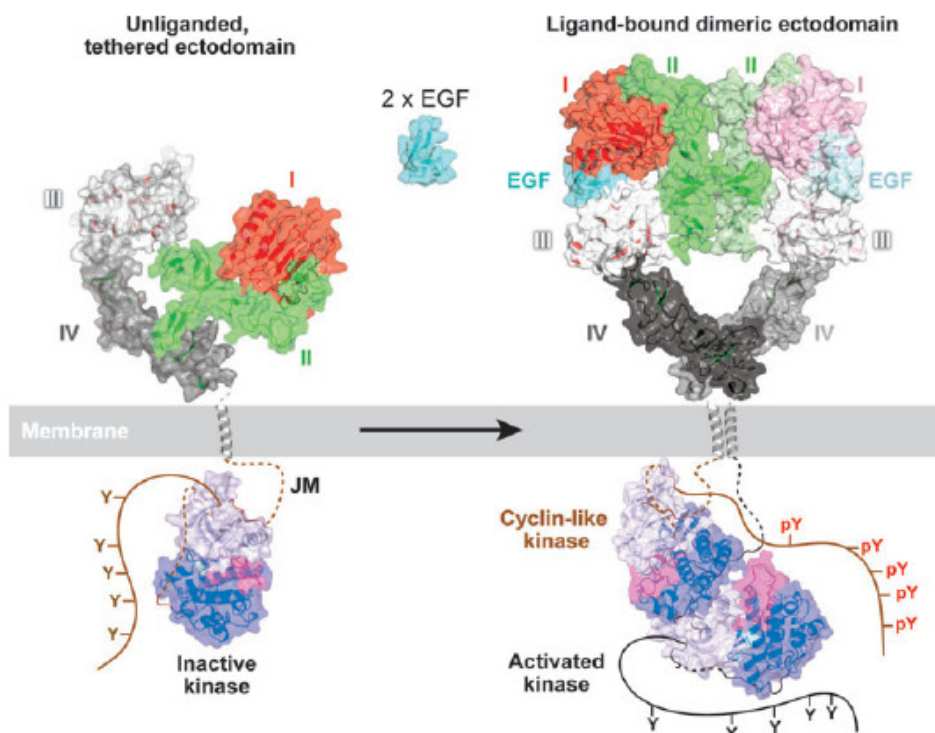 Unliganded,
tethered ectodomain
Ligand-bound dimeric ectodomain
2 x EGF
I
II
III
IV
I
II
II
I
EGF
EGF
III
III
IV
IV
Membrane
JM
Y
Y
Y
Y
Y
Inactive
kinase
Cyclin-like
kinase
pY
pY
pY
pY
pY
Activated
kinase
Y
Y
Y
Y
Y